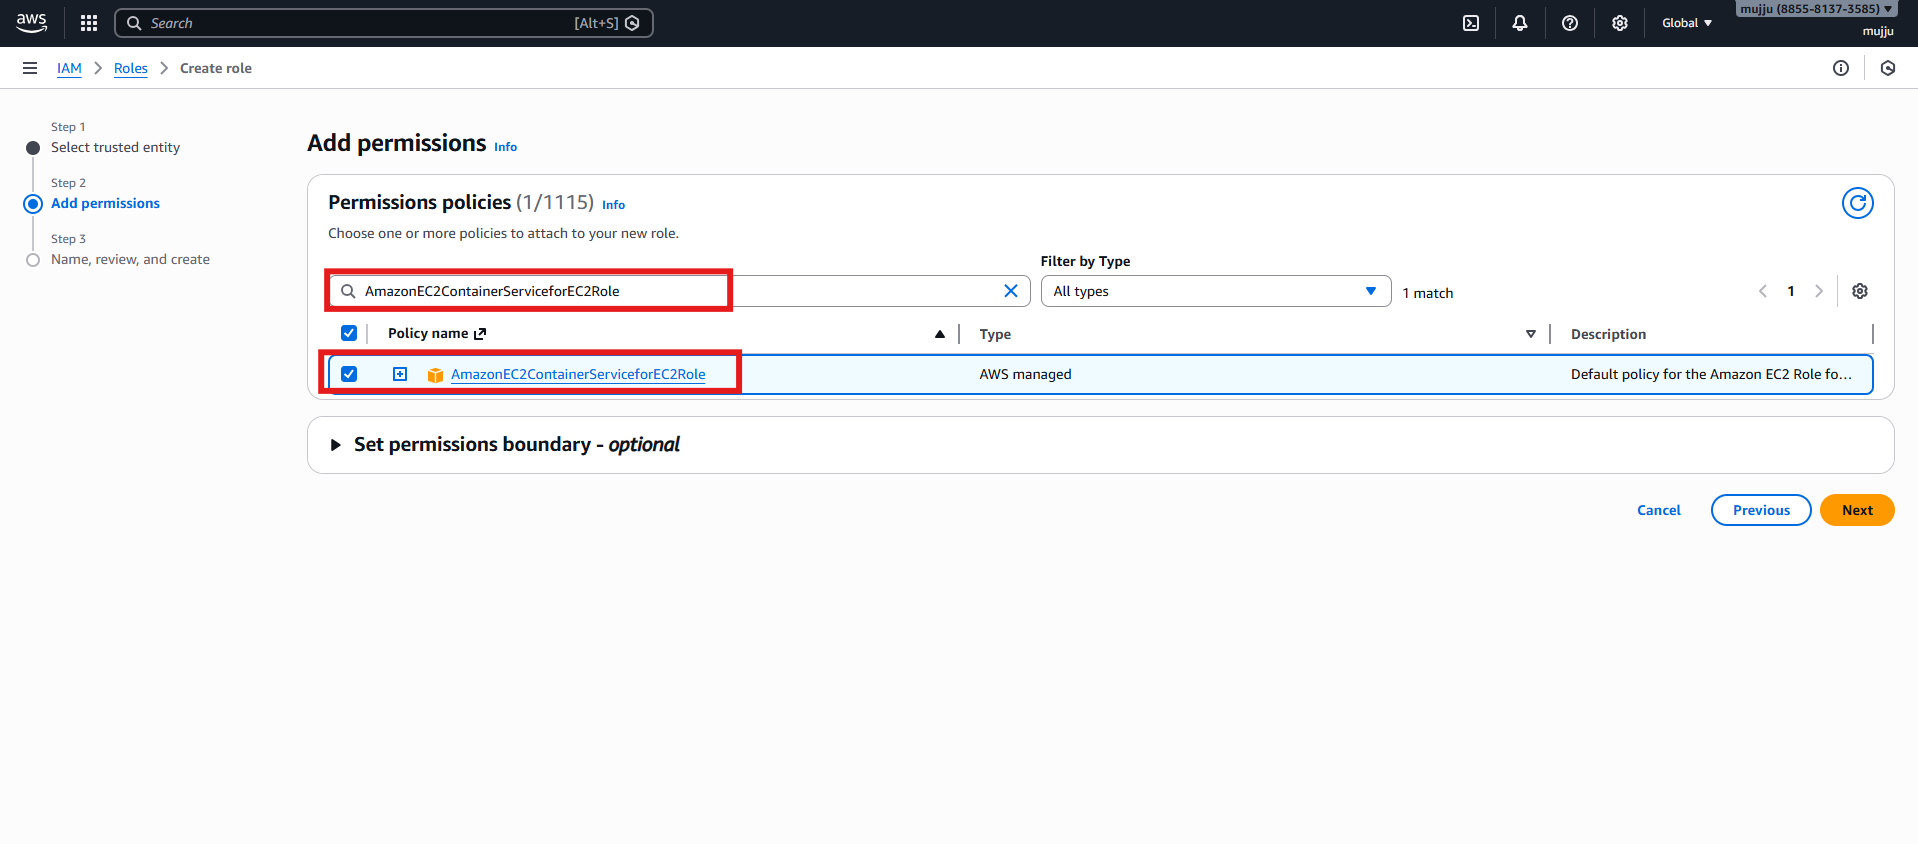 aws
Search [Alt+S]
Global
mujju (8855-8137-3585)
mujju
IAM
Roles
Create role
Step 1
Select trusted entity
Step 2
Add permissions
Step 3
Name, review, and create
Add permissions Info
Permissions policies (1/1115) Info
Choose one or more policies to attach to your new role.
Filter by Type
AmazonEC2ContainerServiceforEC2Role
All types
1 match
1
Policy name
Type
Description
AmazonEC2ContainerServiceforEC2Role
AWS managed
Default policy for the Amazon EC2 Role fo...
Set permissions boundary - optional
Cancel
Previous
Next